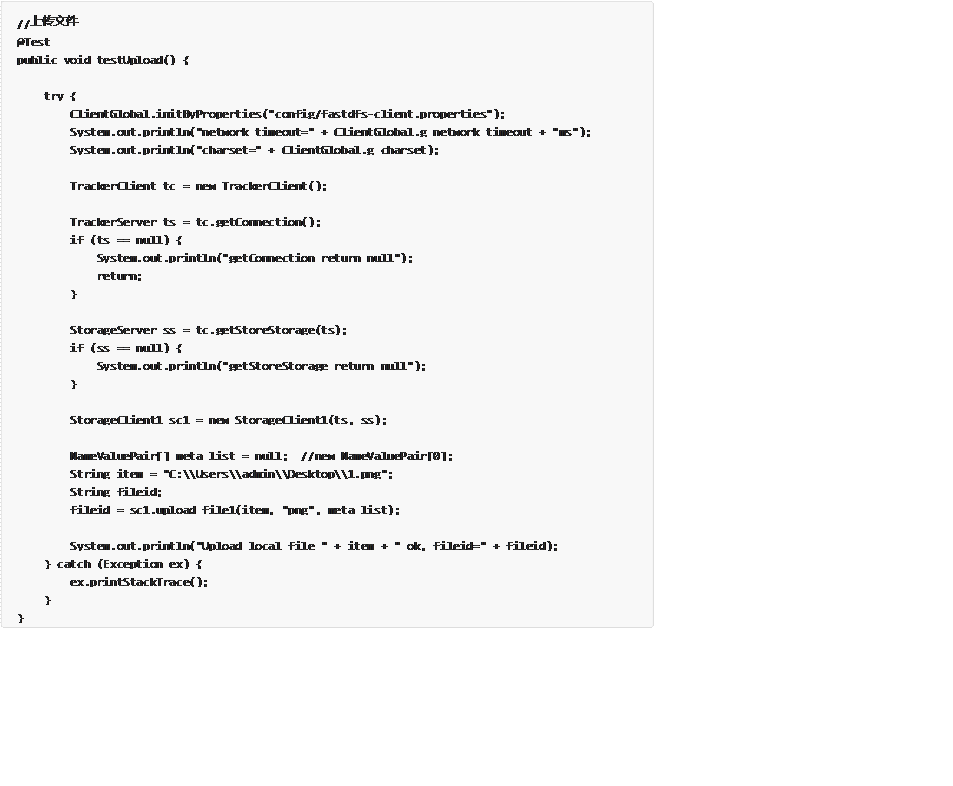 //上传文件
@Test
public void testUpload() {
try {
ClientGlobal.initByProperties("config/fastdfs-client.properties");
System.out.println("network_timeout=" + ClientGlobal.g_network_timeout + "ms");
System.out.println("charset=" + ClientGlobal.g_charset);
TrackerClient tc = new TrackerClient();
TrackerServer ts = tc.getConnection();
if (ts == null) {
System.out.println("getConnection return null");
return;
}
StorageServer ss = tc.getStoreStorage(ts);
if (ss == null) {
System.out.println("getStoreStorage return null");
}
StorageClient1 sc1 = new StorageClient1(ts, ss);
NameValuePair[] meta_list = null;  //new NameValuePair[0];
String item = "C:\\Users\\admin\\Desktop\\1.png";
String fileid;
fileid = sc1.upload_file1(item, "png", meta_list);
System.out.println("Upload local file " + item + " ok, fileid=" + fileid);
} catch (Exception ex) {
ex.printStackTrace();
}
}